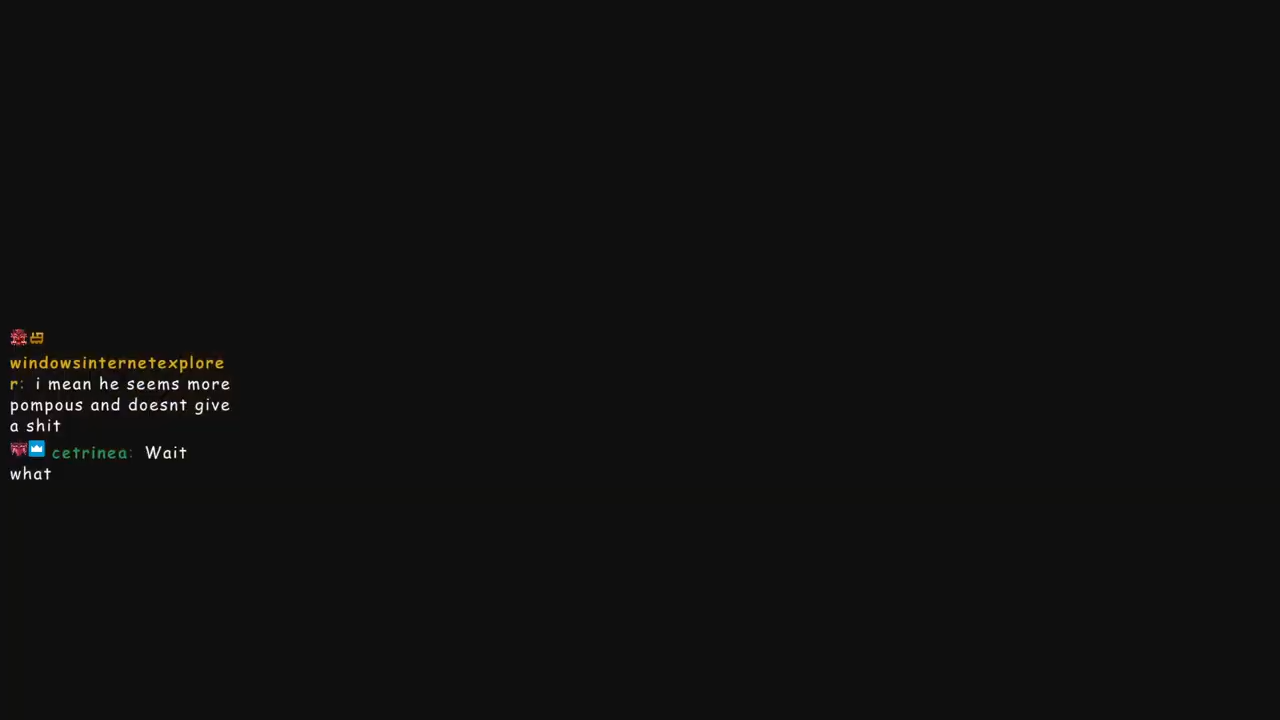 windowsinternetexplore
r: i mean he seems more
pompous and doesnt give
a shit
cetrinea: Wait
what